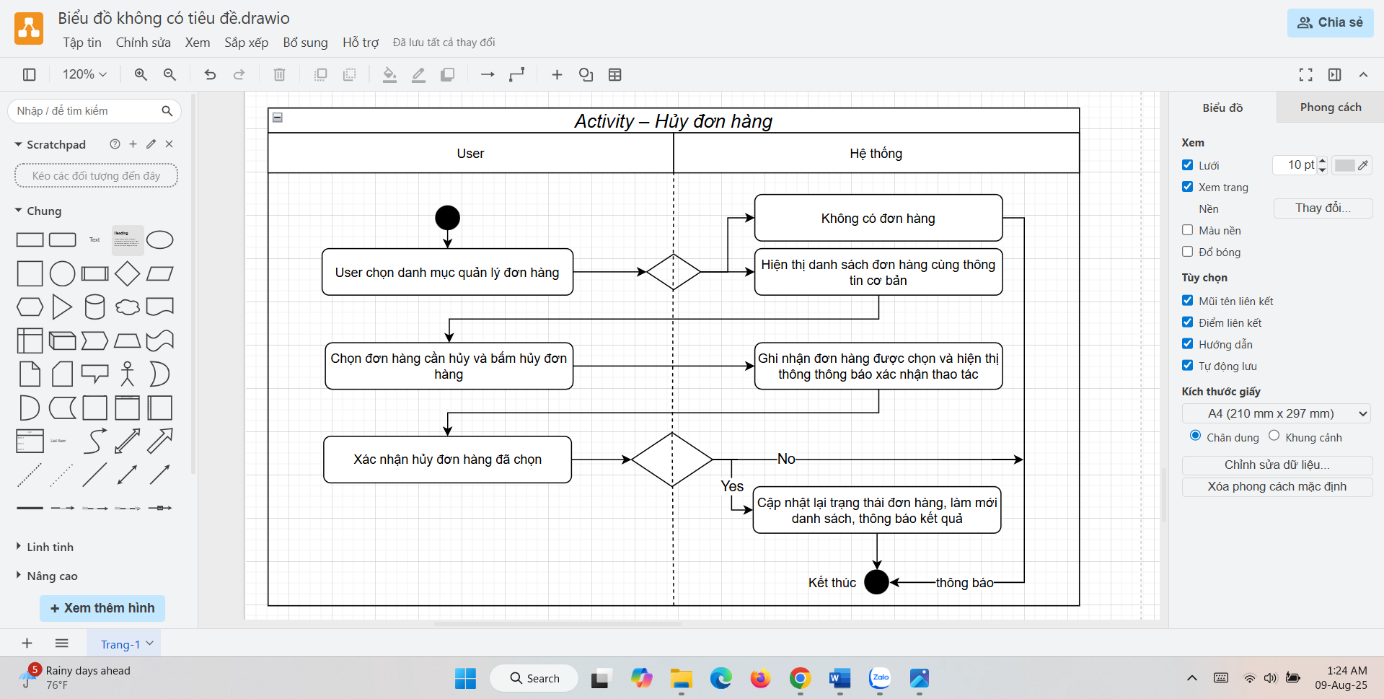 Biểu đồ không có tiêu đề.drawio
Tập tin Chỉnh sửa Xem Sắp xếp Bổ sung Hỗ trợ Đã lưu tất cả thay đổi
Chia sẻ
120%
Nhập / để tìm kiếm
Scratchpad
Kéo các đối tượng đến đây
Chung
Text
Heading
Linh tinh
Nâng cao
+ Xem thêm hình
Activity – Hủy đơn hàng
User
Hệ thống
Không có đơn hàng
User chọn danh mục quản lý đơn hàng
Hiện thị danh sách đơn hàng cùng thông
tin cơ bản
Chọn đơn hàng cần hủy và bấm hủy đơn
hàng
Ghi nhận đơn hàng được chọn và hiện thị
thông thông báo xác nhận thao tác
Xác nhận hủy đơn hàng đã chọn
No
Yes
Cập nhật lại trạng thái đơn hàng, làm mới
danh sách, thông báo kết quả
Kết thúc
thông báo
Biểu đồ
Phong cách
Xem
Lưới
10 pt
Xem trang
Nền
Thay đổi...
Màu nền
Đổ bóng
Tùy chọn
Mũi tên liên kết
Điểm liên kết
Hướng dẫn
Tự động lưu
Kích thước giấy
A4 (210 mm x 297 mm)
Chân dung
Khung cảnh
Chỉnh sửa dữ liệu...
Xóa phong cách mặc định
Trang-1
5
Rainy days ahead
76°F
Search
Zalo
1:24 AM
09-Aug-25